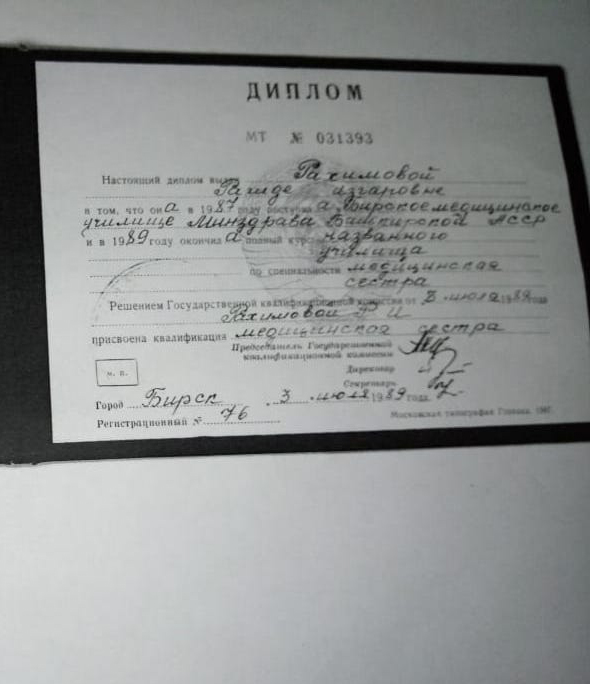 ДИПЛОМ
МТ № 031393
Настоящий диплом выдан Рахимовой
изгаровне
в том, что она в 1987 году поступила в Бирское медицинское
училище Минздрава Башкирской АССР
и в 1989 году окончила полный курс названного
училища
по специальности медицинская
сестра
Решением Государственной квалификационной комиссии от 3 июля 1989 года
Рахимовой Р И
присвоена квалификация медицинская сестра
Председатель Государственной
квалификационной комиссии
Директор
Секретарь
м. п.
Город Бирск 3 июля 1989 года.
Регистрационный № 76
Московская типография Гознака. 1987.